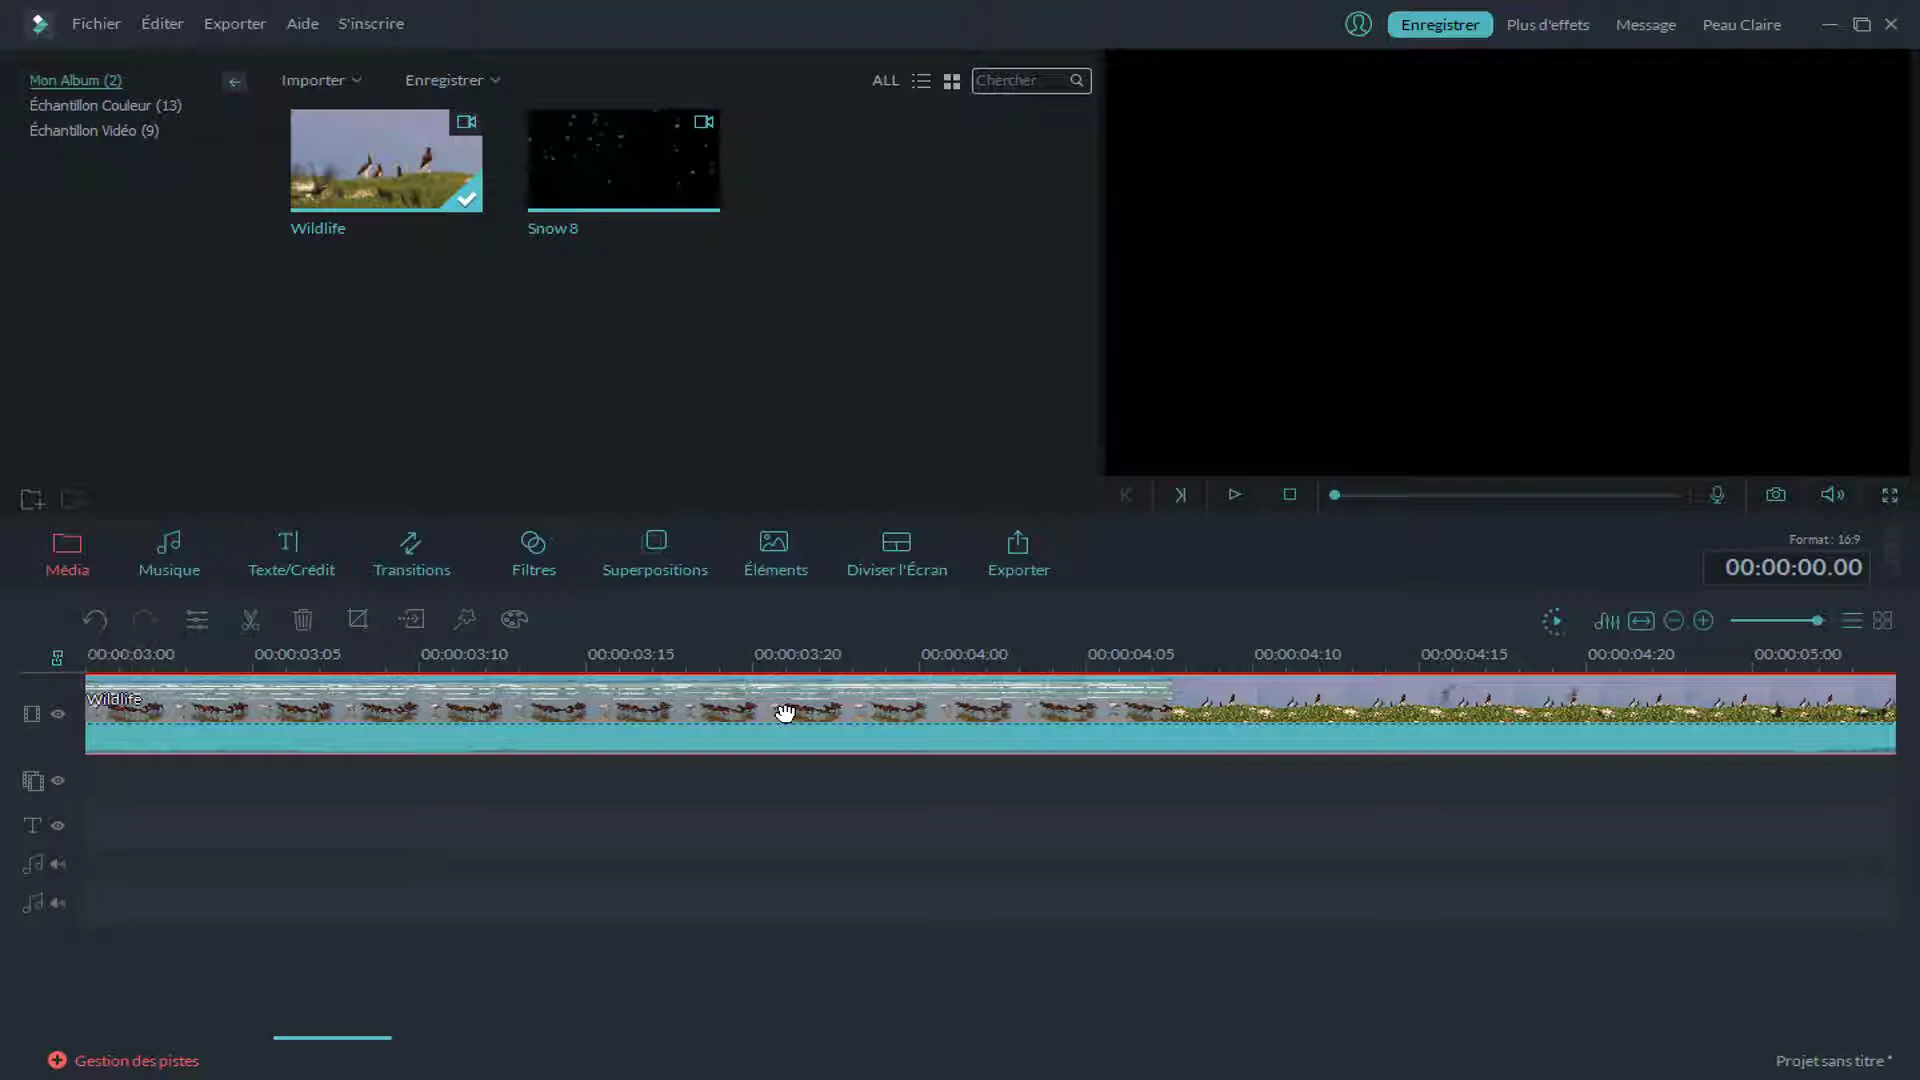 Fichier Éditer Exporter Aide S'inscrire Enregistrer Plus d'effets Message Peau Claire
Mon Album (2) Importer Enregistrer ALL Chercher
Échantillon Couleur (13)
Échantillon Vidéo (9)
Wildlife Snow 8
Format : 16:9
Média Musique Texte/Crédit Transitions Filtres Superpositions Éléments Diviser l'Écran Exporter 00:00:00.00
00:00:03:00 00:00:03:05 00:00:03:10 00:00:03:15 00:00:03:20 00:00:04:00 00:00:04:05 00:00:04:10 00:00:04:15 00:00:04:20 00:00:05:00
Wildlife
Gestion des pistes Projet sans titre *